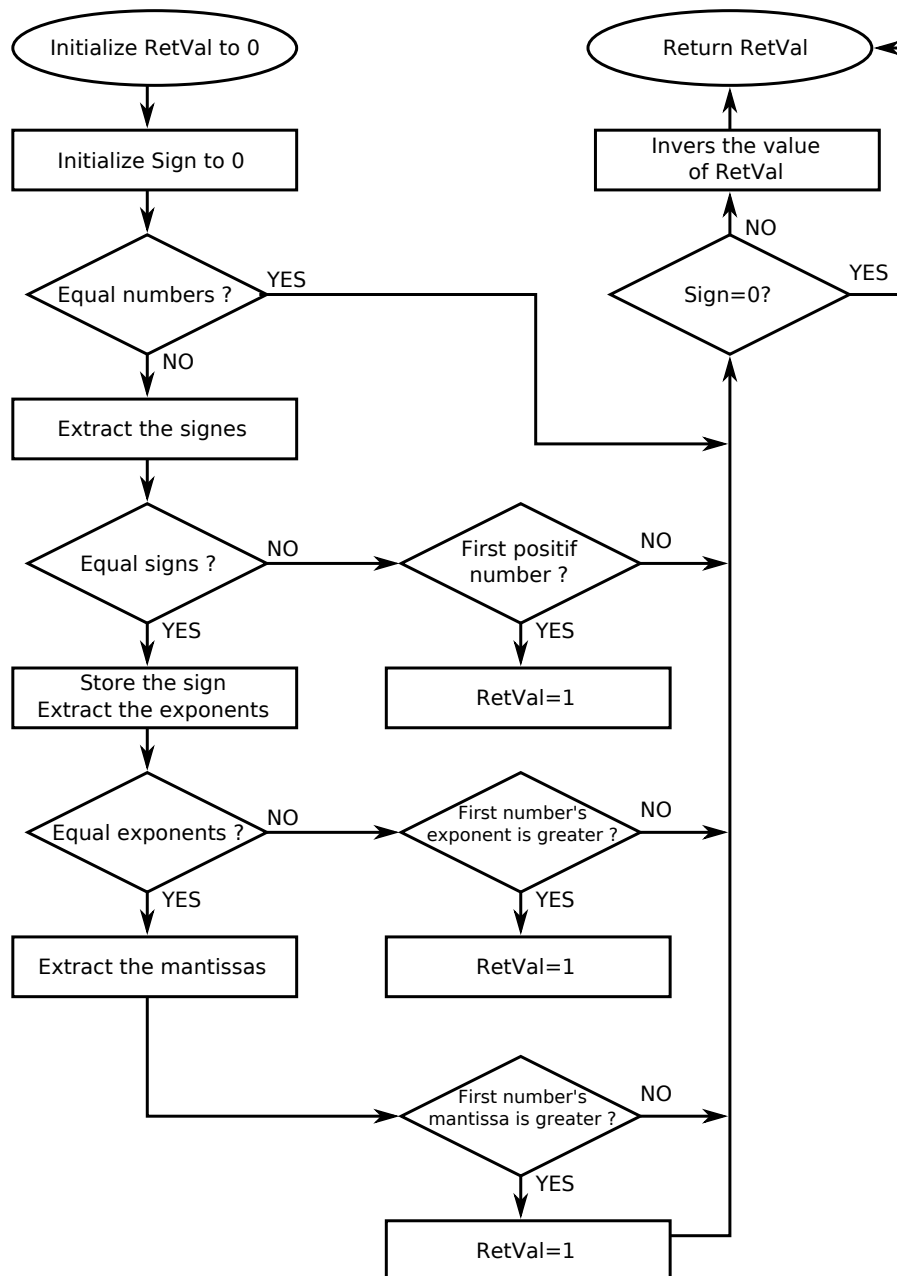 Initialize RetVal to 0
Return RetVal
Initialize Sign to 0
Invers the value
of RetVal
NO
Equal numbers ?
YES
Sign=0?
YES
NO
Extract the signes
Equal signs ?
NO
First positif
number ?
NO
YES
YES
Store the sign
Extract the exponents
RetVal=1
Equal exponents ?
NO
First number's
exponent is greater ?
NO
YES
YES
Extract the mantissas
RetVal=1
First number's
mantissa is greater ?
NO
YES
RetVal=1